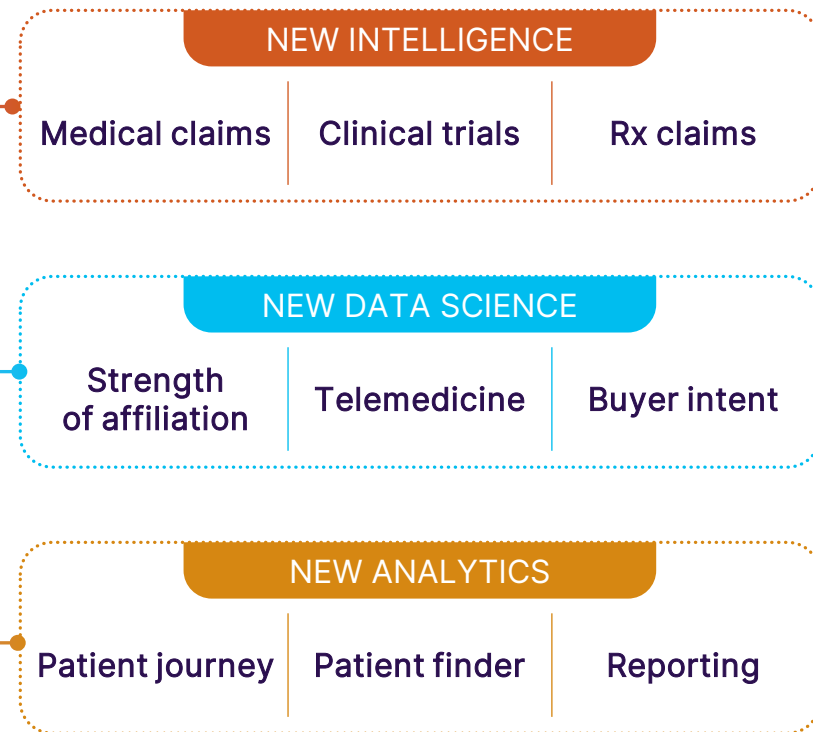 NEW INTELLIGENCE
Medical claims
Clinical trials
Rx claims
NEW DATA SCIENCE
Strength
of affiliation
Telemedicine
Buyer intent
NEW ANALYTICS
Patient journey
Patient finder
Reporting